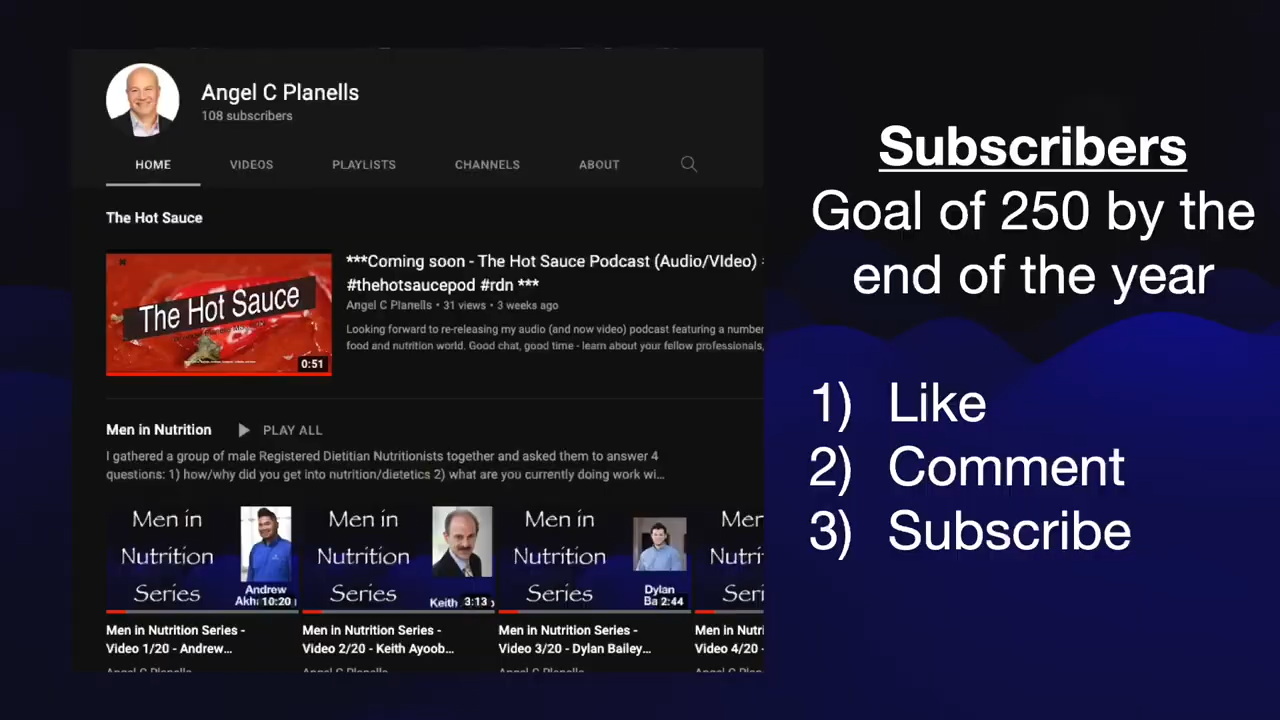 Angel C Planells
108 subscribers
HOME VIDEOS PLAYLISTS CHANNELS ABOUT
The Hot Sauce
The Hot Sauce
0:51
***Coming soon - The Hot Sauce Podcast (Audio/VIdeo)
#thehotsaucepod #rdn ***
Angel C Planells • 31 views • 3 weeks ago
Looking forward to re-releasing my audio (and now video) podcast featuring a number
food and nutrition world. Good chat, good time - learn about your fellow professionals,
Men in Nutrition PLAY ALL
I gathered a group of male Registered Dietitian Nutritionists together and asked them to answer 4
questions: 1) how/why did you get into nutrition/dietetics 2) what are you currently doing work wi...
Men in
Nutrition
Series
Andrew
10:20
Men in
Nutrition
Series
Keith
3:13
Men in
Nutrition
Series
Dylan
2:44
Men in Nutrition Series -
Video 1/20 - Andrew...
Men in Nutrition Series -
Video 2/20 - Keith Ayoob...
Men in Nutrition Series -
Video 3/20 - Dylan Bailey...
Men in
Video 4/20 -
Subscribers
Goal of 250 by the
end of the year
1) Like
2) Comment
3) Subscribe